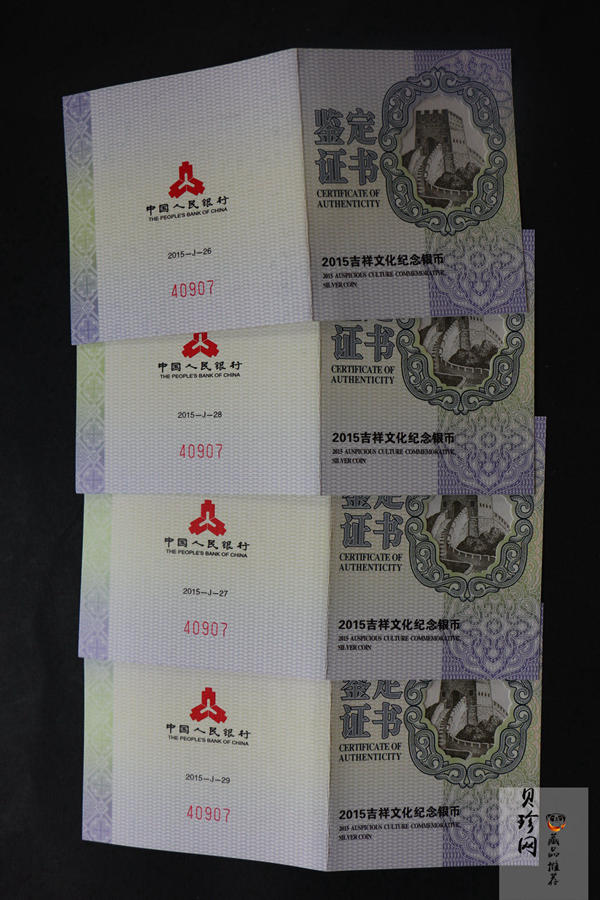 中国人民银行
THE PEOPLE'S BANK OF CHINA
2015-J-26
40907
鉴定
证书
CERTIFICATE OF
AUTHENTICITY
2015吉祥文化纪念银币
2015 AUSPICIOUS CULTURE COMMEMORATIVE,
SILVER COIN
中国人民银行
THE PEOPLE'S BANK OF CHINA
2015-J-28
40907
鉴定
证书
CERTIFICATE OF
AUTHENTICITY
2015吉祥文化纪念银币
2015 AUSPICIOUS CULTURE COMMEMORATIVE,
SILVER COIN
中国人民银行
THE PEOPLE'S BANK OF CHINA
2015-J-27
40907
鉴定
证书
CERTIFICATE OF
AUTHENTICITY
2015吉祥文化纪念银币
2015 AUSPICIOUS CULTURE COMMEMORATIVE,
SILVER COIN
中国人民银行
THE PEOPLE'S BANK OF CHINA
2015-J-29
40907
鉴定
证书
CERTIFICATE OF
AUTHENTICITY
2015吉祥文化纪念银币
2015 AUSPICIOUS CULTURE COMMEMORATIVE,
SILVER COIN
贝珍网
藏品
推荐